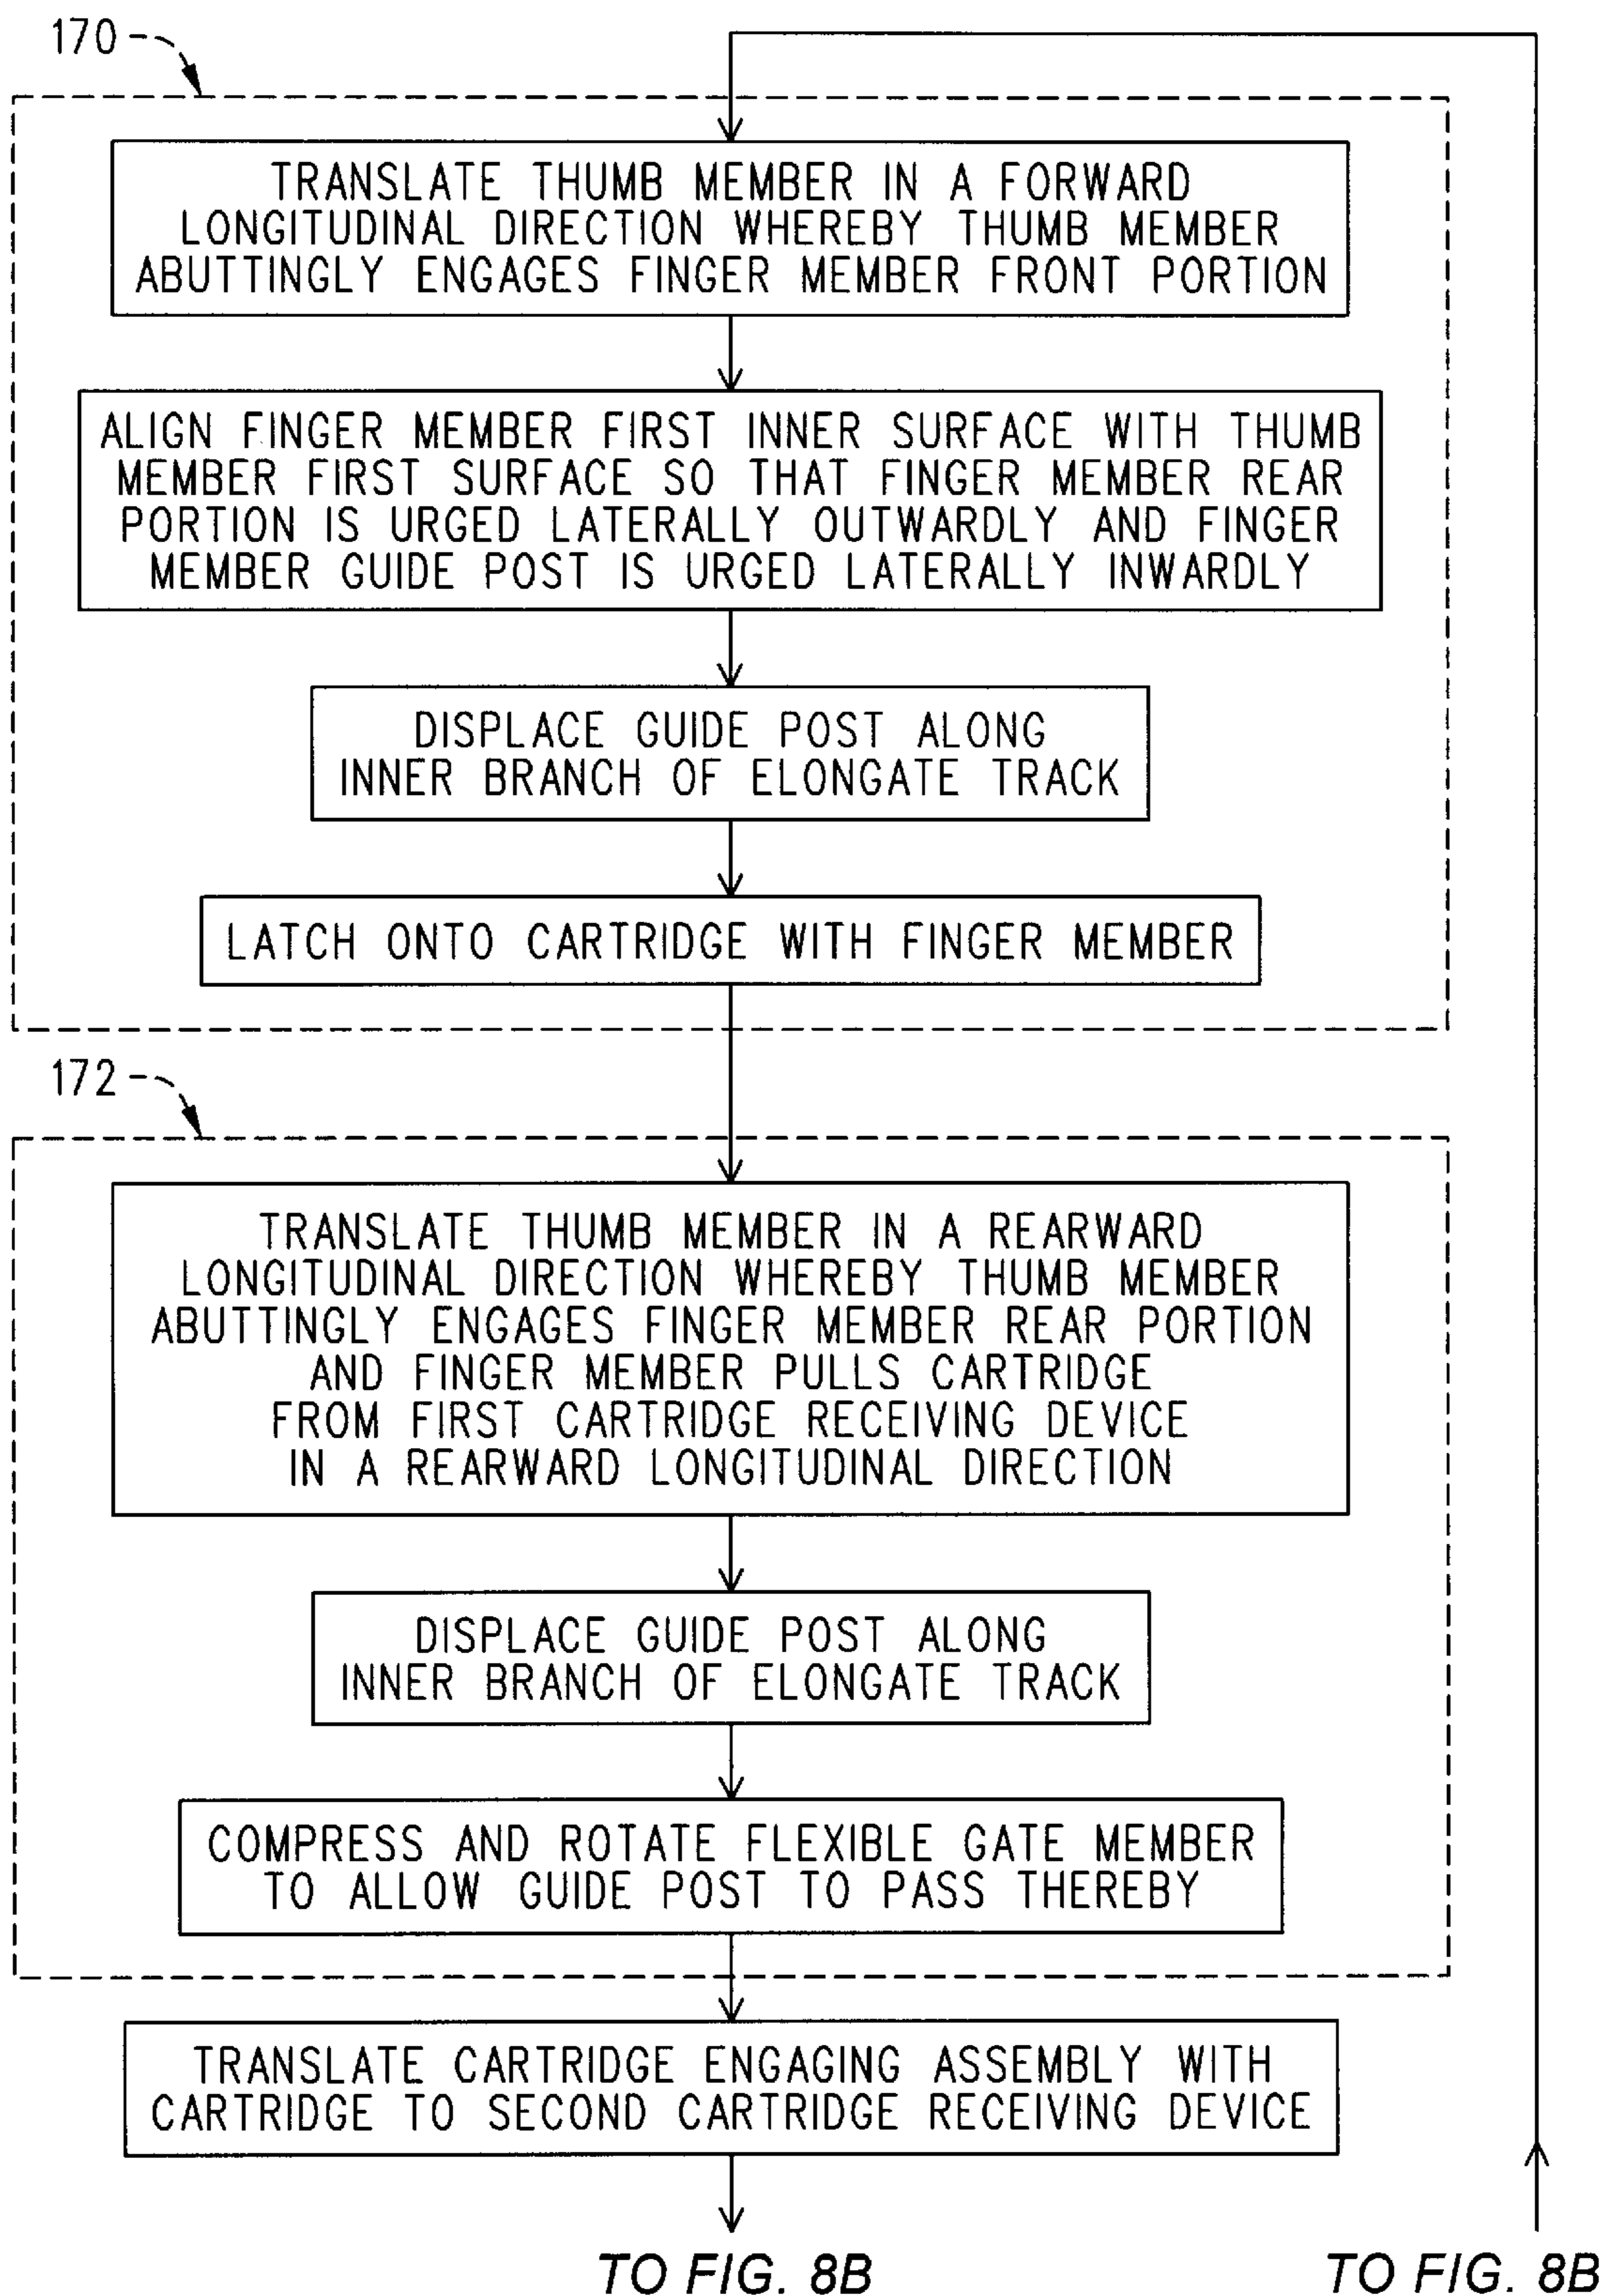 170
TRANSLATE THUMB MEMBER IN A FORWARD
LONGITUDINAL DIRECTION WHEREBY THUMB MEMBER
ABUTTINGLY ENGAGES FINGER MEMBER FRONT PORTION
ALIGN FINGER MEMBER FIRST INNER SURFACE WITH THUMB
MEMBER FIRST SURFACE SO THAT FINGER MEMBER REAR
PORTION IS URGED LATERALLY OUTWARDLY AND FINGER
MEMBER GUIDE POST IS URGED LATERALLY INWARDLY
DISPLACE GUIDE POST ALONG
INNER BRANCH OF ELONGATE TRACK
LATCH ONTO CARTRIDGE WITH FINGER MEMBER
172
TRANSLATE THUMB MEMBER IN A REARWARD
LONGITUDINAL DIRECTION WHEREBY THUMB MEMBER
ABUTTINGLY ENGAGES FINGER MEMBER REAR PORTION
AND FINGER MEMBER PULLS CARTRIDGE
FROM FIRST CARTRIDGE RECEIVING DEVICE
IN A REARWARD LONGITUDINAL DIRECTION
DISPLACE GUIDE POST ALONG
INNER BRANCH OF ELONGATE TRACK
COMPRESS AND ROTATE FLEXIBLE GATE MEMBER
TO ALLOW GUIDE POST TO PASS THEREBY
TRANSLATE CARTRIDGE ENGAGING ASSEMBLY WITH
CARTRIDGE TO SECOND CARTRIDGE RECEIVING DEVICE
TO FIG. 8B
TO FIG. 8B